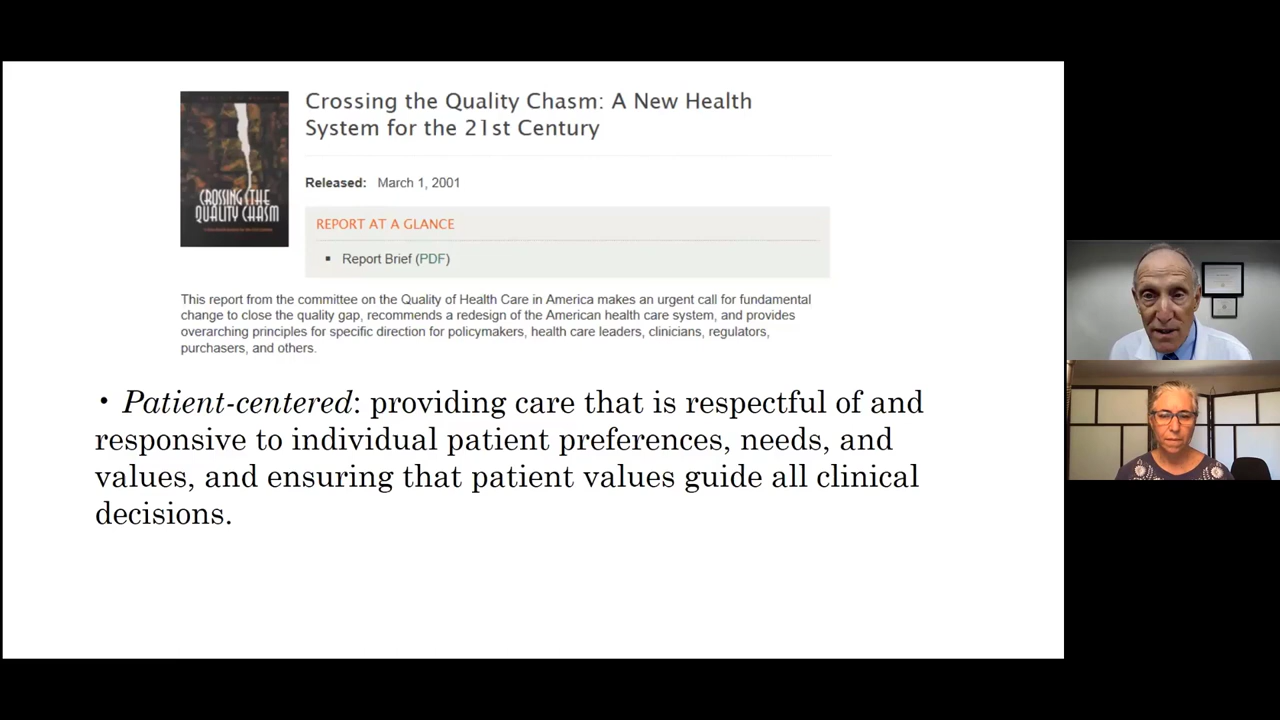 Crossing the Quality Chasm: A New Health
System for the 21st Century
Released: March 1, 2001
CROSSING THE
QUALITY CHASM
REPORT AT A GLANCE
▪ Report Brief (PDF)
This report from the committee on the Quality of Health Care in America makes an urgent call for fundamental
change to close the quality gap, recommends a redesign of the American health care system, and provides
overarching principles for specific direction for policymakers, health care leaders, clinicians, regulators,
purchasers, and others.
• Patient-centered: providing care that is respectful of and
responsive to individual patient preferences, needs, and
values, and ensuring that patient values guide all clinical
decisions.